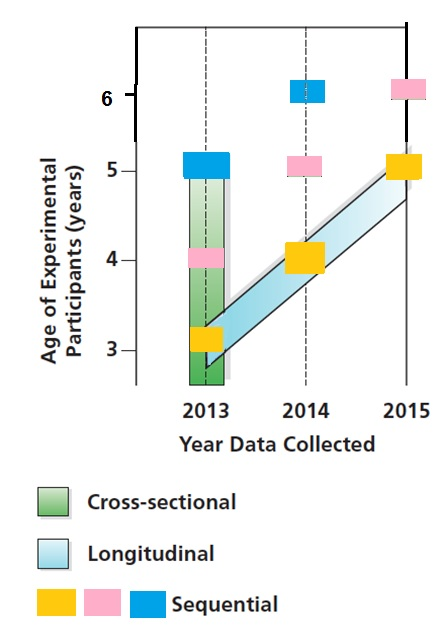 6
5
4
3
Age of Experimental
Participants (years)
2013 2014 2015
Year Data Collected
Cross-sectional
Longitudinal
Sequential